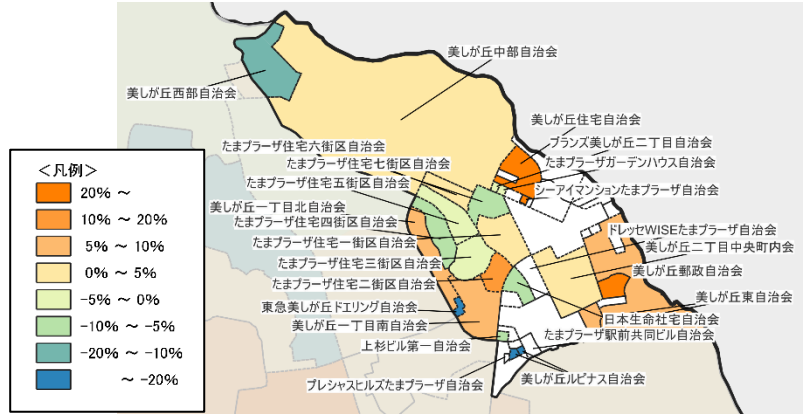 美しが丘中部自治会
美しが丘西部自治会
美しが丘住宅自治会
ブランズ美しが丘二丁目自治会
たまプラーザ住宅六街区自治会
たまプラーザ住宅七街区自治会
たまプラーザガーデンハウス自治会
たまプラーザ住宅五街区自治会
シーアイマンションたまプラーザ自治会
美しが丘一丁目北自治会
たまプラーザ住宅四街区自治会
ドレッセWISEたまプラーザ自治会
たまプラーザ住宅一街区自治会
美しが丘二丁目中央町内会
たまプラーザ住宅三街区自治会
美しが丘郵政自治会
たまプラーザ住宅二街区自治会
美しが丘東自治会
東急美しが丘ドエリング自治会
日本生命社宅自治会
美しが丘一丁目南自治会
たまプラーザ駅前共同ビル自治会
上杉ビル第一自治会
プレシャスヒルズたまプラーザ自治会
美しが丘ルピナス自治会
<凡例>
20% ~
10% ~ 20%
5% ~ 10%
0% ~ 5%
-5% ~ 0%
-10% ~ -5%
-20% ~ -10%
~ -20%